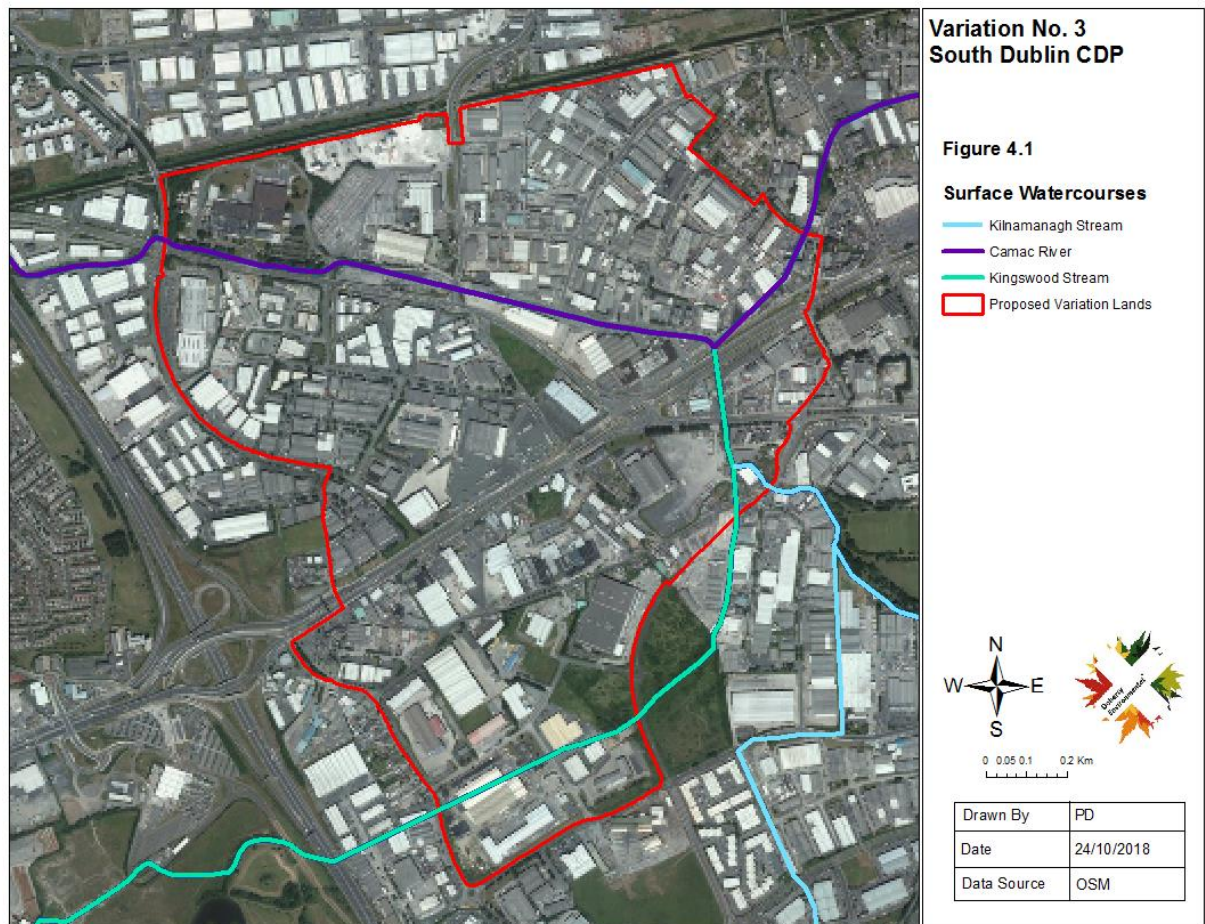 Variation No. 3
South Dublin CDP
Figure 4.1
Surface Watercourses
Kilnamanagh Stream
Camac River
Kingswood Stream
Proposed Variation Lands
N
W E
S
Doherty
Environmental
0 0.05 0.1 0.2 Km
Drawn By PD
Date 24/10/2018
Data Source OSM